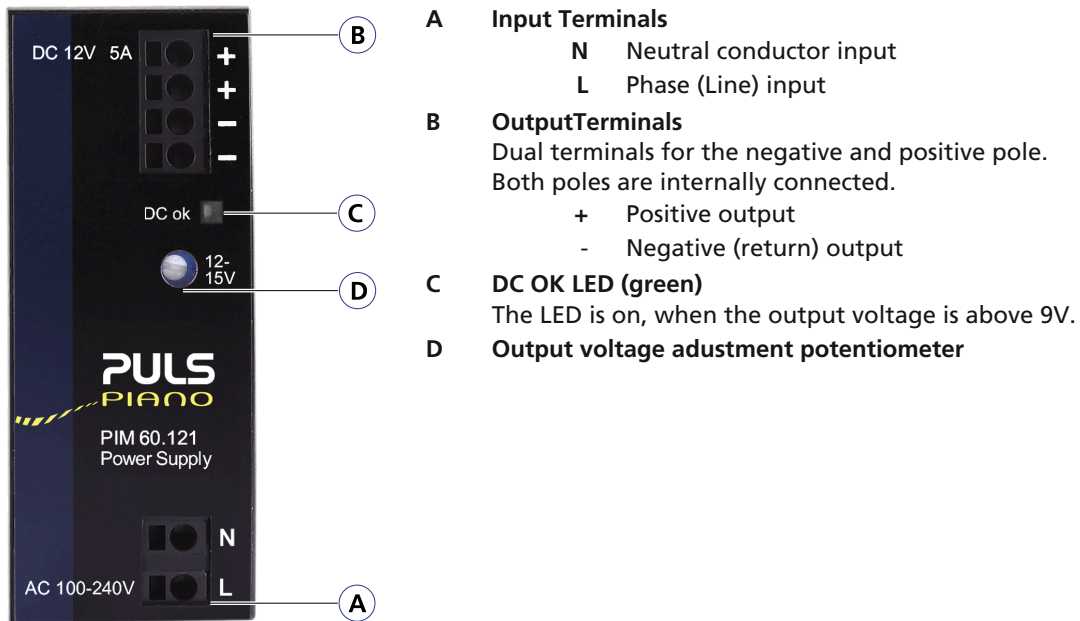 DC 12V 5A
+
+
−
−
DC ok
12-
15V
PULS
PIANO
PIM 60.121
Power Supply
N
AC 100-240V L
B
C
D
A
A Input Terminals
N Neutral conductor input
L Phase (Line) input
B OutputTerminals
Dual terminals for the negative and positive pole.
Both poles are internally connected.
+ Positive output
- Negative (return) output
C DC OK LED (green)
The LED is on, when the output voltage is above 9V.
D Output voltage adustment potentiometer